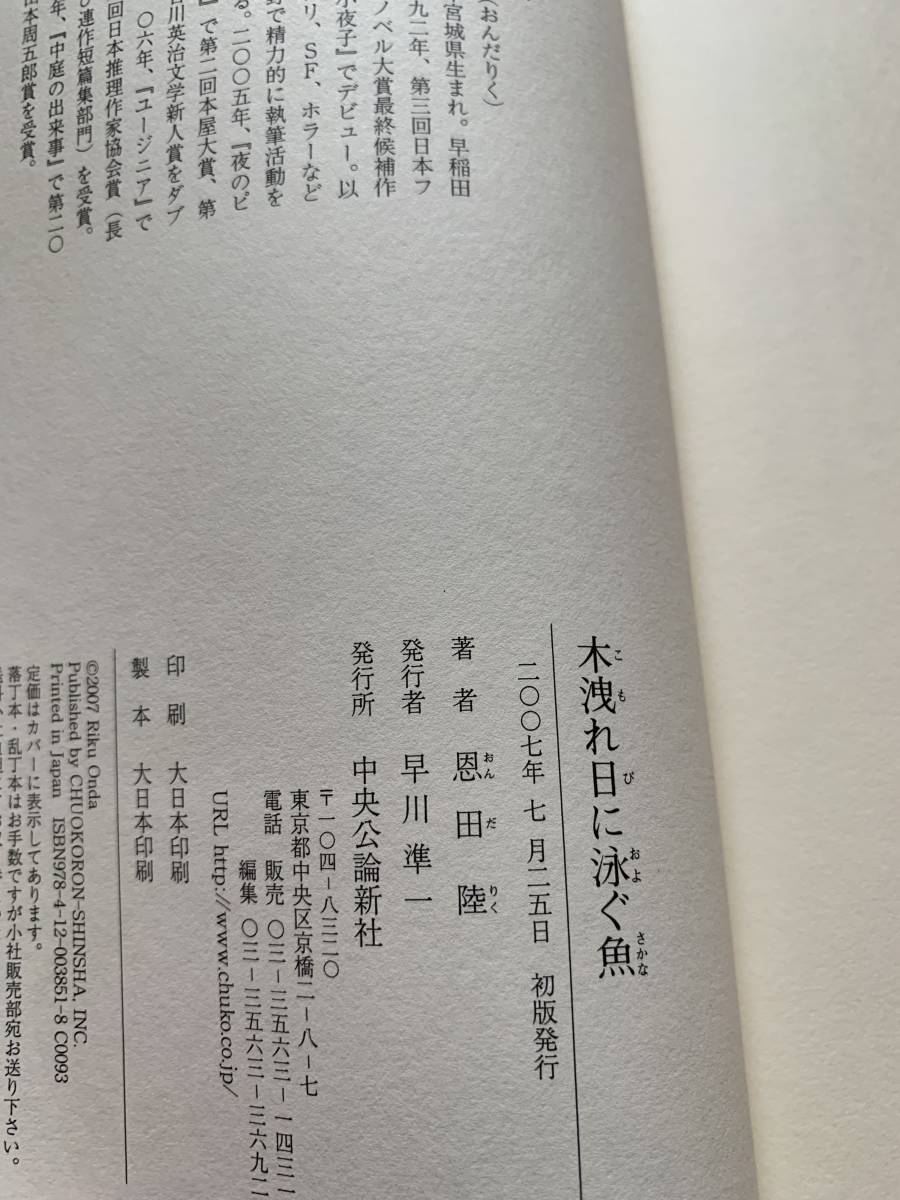 （おんだりく）
宮城県生まれ。早稲田
九二年、第三回日本フ
ノベル大賞最終候補作
小夜子』でデビュー。以
リ、ＳＦ、ホラーなど
野で精力的に執筆活動を
る。二〇〇五年、『夜のピ
』で第二回本屋大賞、第
川英治文学新人賞をダブ
〇六年、『ユージニア』で
回日本推理作家協会賞（長
び連作短篇集部門）を受賞。
年、『中庭の出来事』で第二〇
山本周五郎賞を受賞。
木洩れ日に泳ぐ魚
こもびおよさかな
二〇〇七年 七 月二五日 初版発行
著 者 恩田 陸
おんだりく
発行者 早川準一
発行所 中央公論新社
〒一〇四－八三二〇
東京都中央区京橋二－八－七
電話 販売 〇三－三五六三－一四三一
編集 〇三－三五六三－三六九二
URL http://www.chuko.co.jp/
印 刷 大日本印刷
製 本 大日本印刷
©2007 Riku Onda
Published by CHUOKORON-SHINSHA, INC.
Printed in Japan ISBN978-4-12-003851-8 C0093
定価はカバーに表示してあります。
落丁本・乱丁本はお手数ですが小社販売部宛お送り下さい。